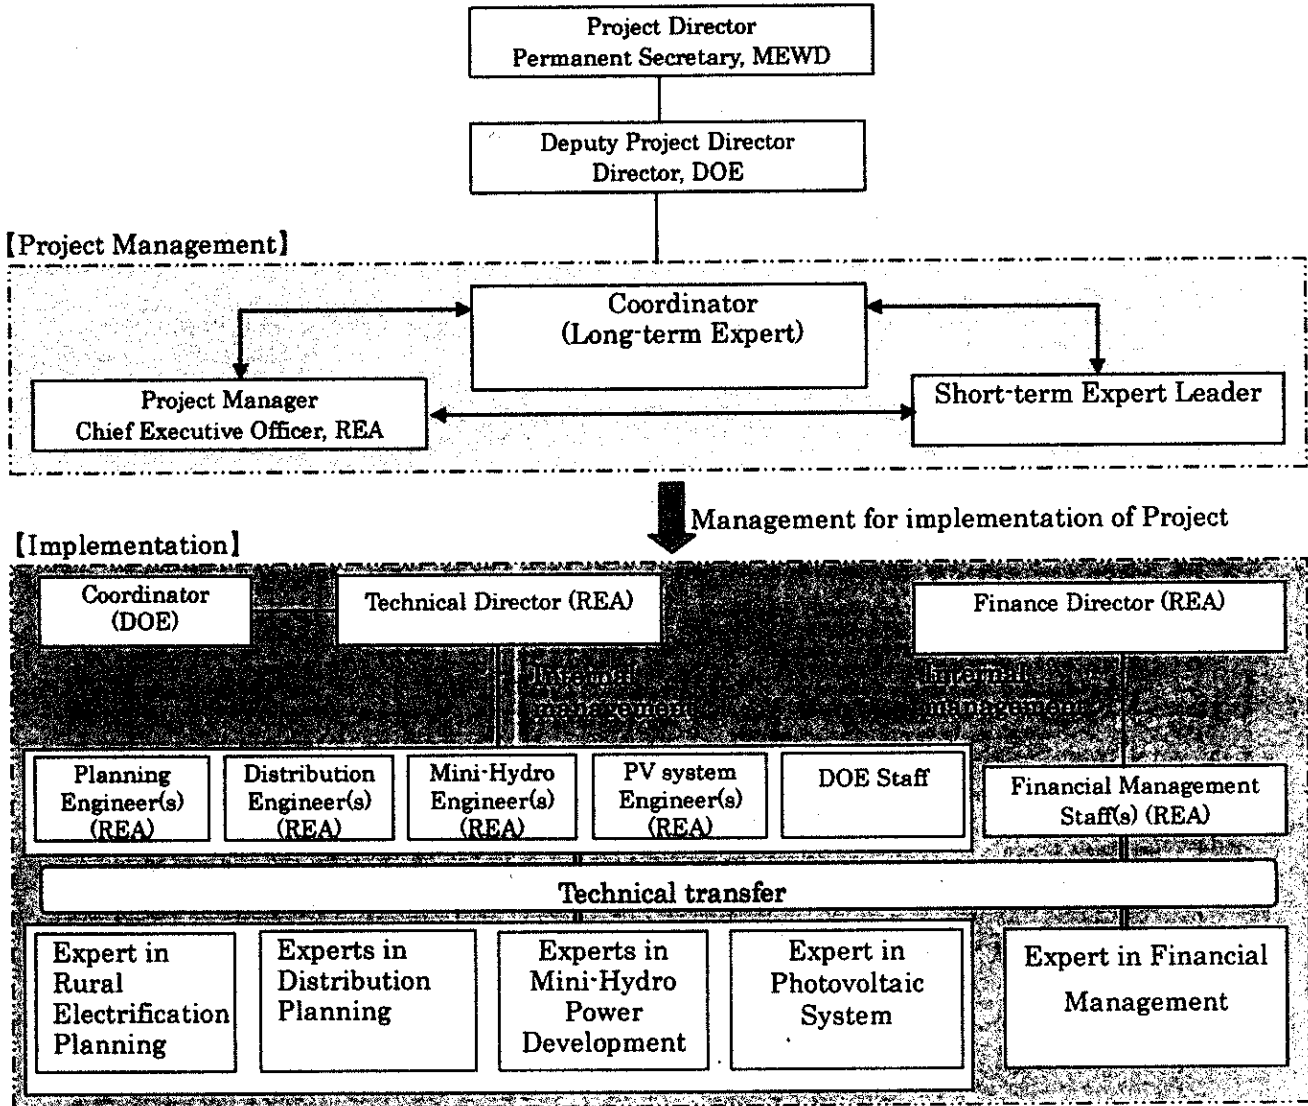 Project Director
Permanent Secretary, MEWD
Deputy Project Director
Director, DOE
【Project Management】
Coordinator
(Long-term Expert)
Project Manager
Chief Executive Officer, REA
Short-term Expert Leader
Management for implementation of Project
【Implementation】
Coordinator
(DOE)
Technical Director (REA)
Finance Director (REA)
Internal
management
Internal
management
Planning
Engineer(s)
(REA)
Distribution
Engineer(s)
(REA)
Mini-Hydro
Engineer(s)
(REA)
PV system
Engineer(s)
(REA)
DOE Staff
Financial Management
Staff(s) (REA)
Technical transfer
Expert in
Rural
Electrification
Planning
Experts in
Distribution
Planning
Experts in
Mini-Hydro
Power
Development
Expert in
Photovoltaic
System
Expert in Financial
Management